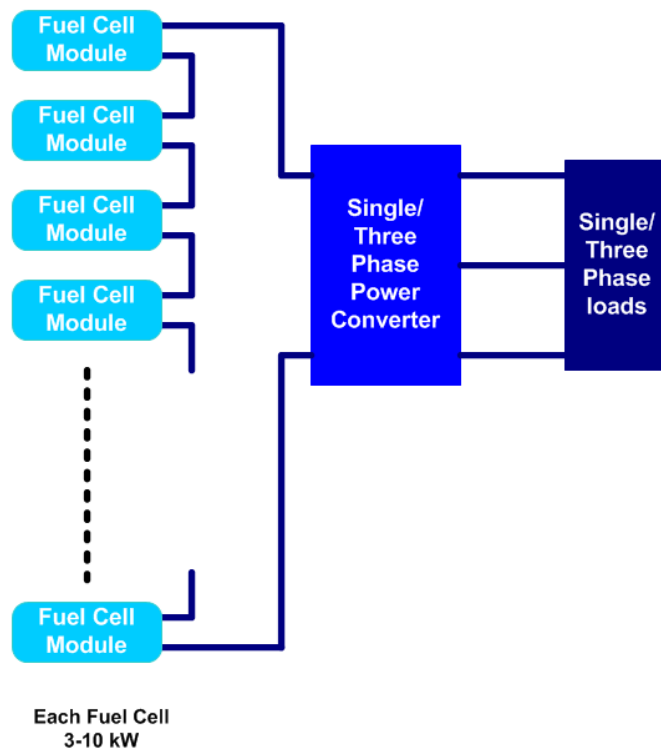 Fuel Cell
Module
Fuel Cell
Module
Fuel Cell
Module
Fuel Cell
Module
Fuel Cell
Module
Each Fuel Cell
3-10 kW
Single/
Three
Phase
Power
Converter
Single/
Three
Phase
loads